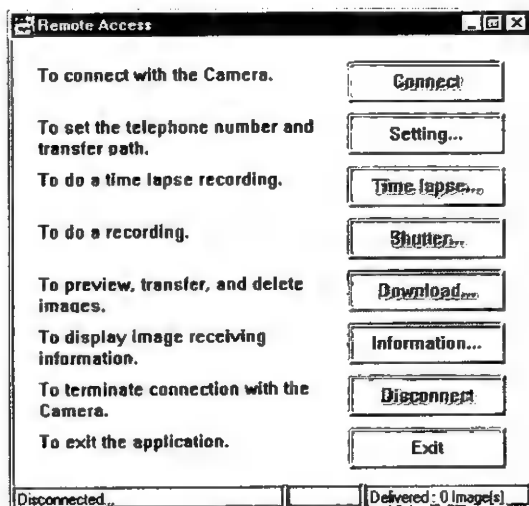 Remote Access
To connect with the Camera.
Connect
To set the telephone number and
transfer path.
Setting...
To do a time lapse recording.
Time lapse...
To do a recording.
Shutter...
To preview, transfer, and delete
images.
Download...
To display image receiving
information.
Information...
To terminate connection with the
Camera.
Disconnect
To exit the application.
Exit
Disconnected...
Delivered : 0 Image(s)